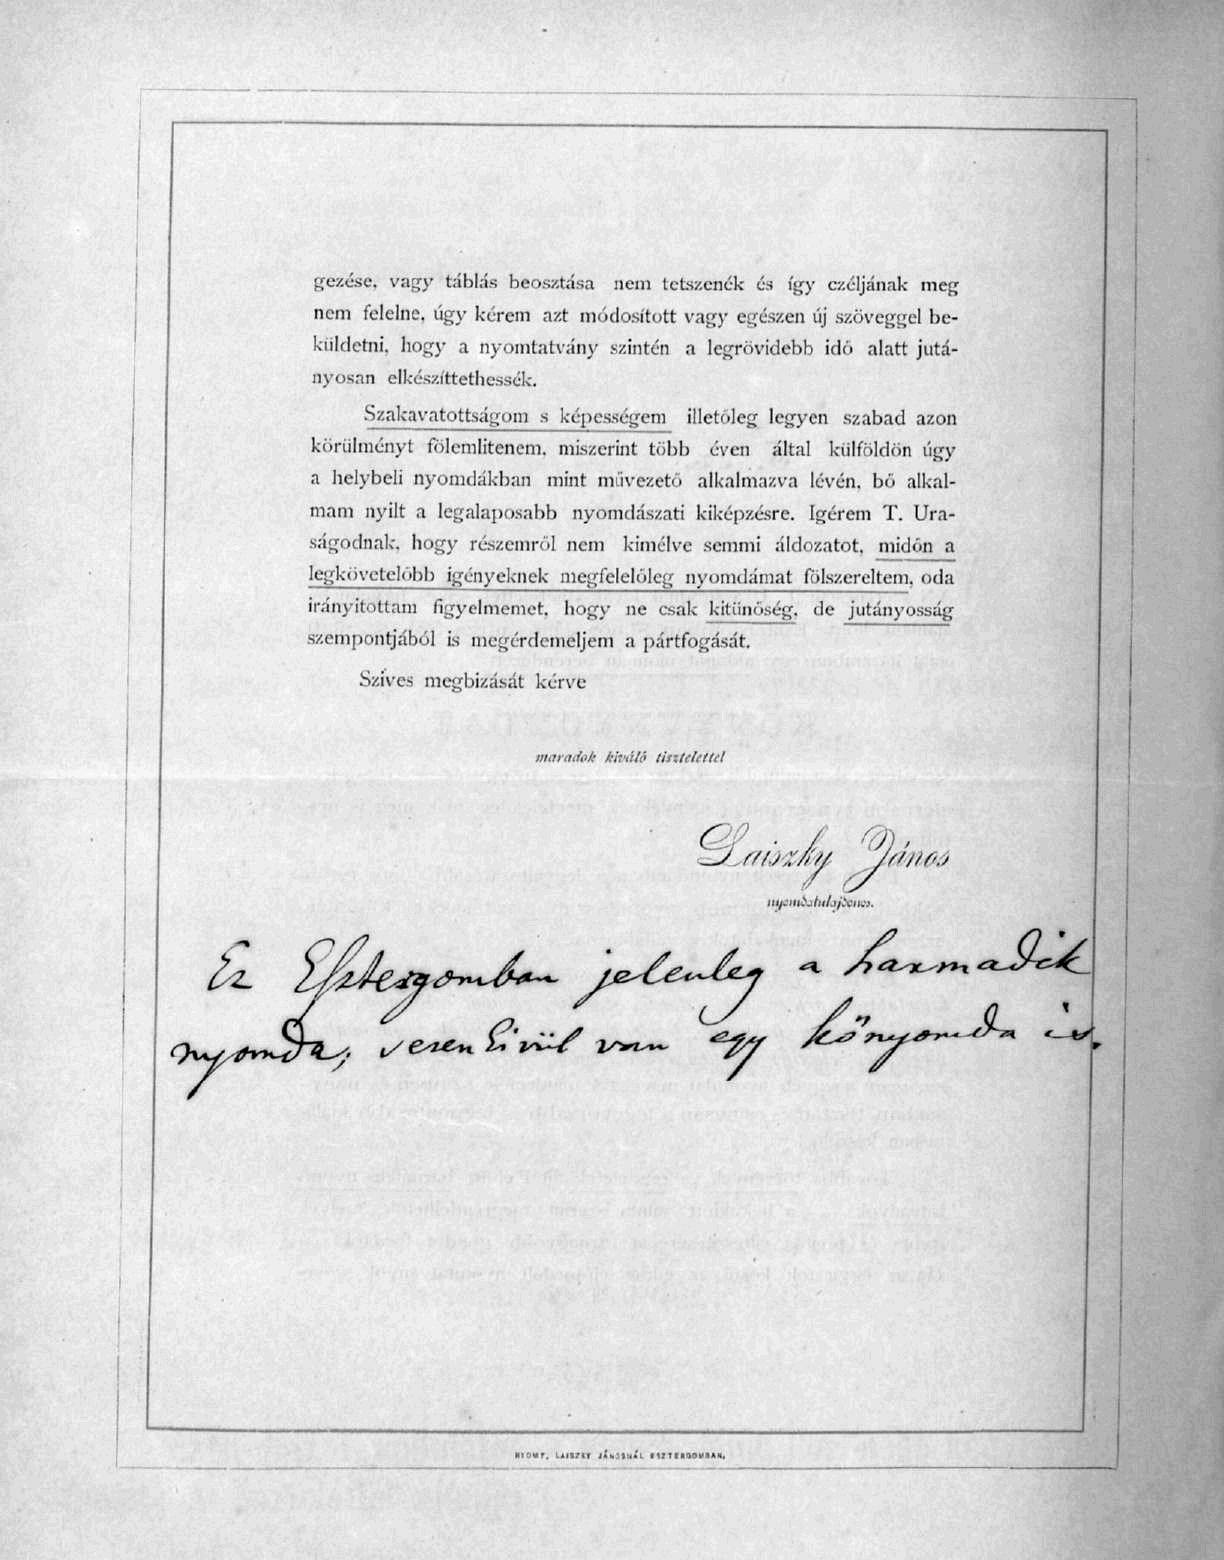 gezése, vagy táblás beosztása nem tetszenék és így czéljának meg
nem felelne, úgy kérem azt módosított vagy egészen új szöveggel be-
küldetni, hogy a nyomtatvány szintén a legrövidebb idő alatt jutá-
nyosan elkészíttethessék.
Szakavatottságom s képességem illetőleg legyen szabad azon
körülményt fölemlitenem, miszerint több éven által külföldön úgy
a helybeli nyomdákban mint művezető alkalmazva lévén, bő alkal-
mam nyilt a legalaposabb nyomdászati kiképzésre. Igérem T. Ura-
ságodnak, hogy részemről nem kimélve semmi áldozatot, midőn a
legkövetelőbb igényeknek megfelelőleg nyomdámat fölszereltem, oda
irányitottam figyelmemet, hogy ne csak kitünőség, de jutányosság
szempontjából is megérdemeljem a pártfogását.
Szíves megbizását kérve
maradok kiváló tisztelettel
Laiszky János
nyomdatulajdonos.
Ez Esztergomban jelenleg a harmadik
nyomda; ezen kivül van egy kőnyomda is.
NYOMT. LAISZKY JÁNOSNÁL ESZTERGOMBAN.